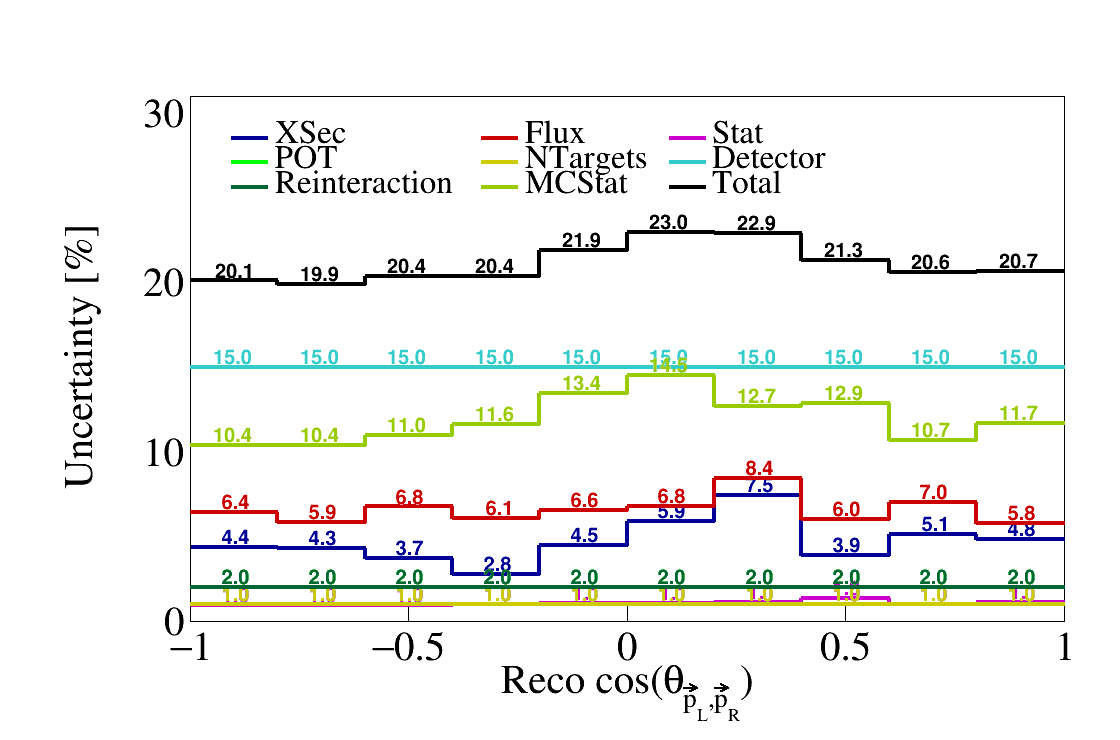 30
XSec Flux Stat
POT NTargets Detector
Reinteraction MCStat Total
20.1 19.9 20.4 20.4 21.9 23.0 22.9 21.3 20.6 20.7
20
15.0 15.0 15.0 15.0 15.0 15.0 15.0 15.0 15.0 15.0
10.4 10.4 11.0 11.6 13.4 14.5 12.7 12.9 10.7 11.7
10
6.4 5.9 6.8 6.1 6.6 6.8 8.4 6.0 7.0 5.8
4.4 4.3 3.7 2.8 4.5 5.9 7.5 3.9 5.1 4.8
2.0 2.0 2.0 2.0 2.0 2.0 2.0 2.0 2.0 2.0
1.0 1.0 1.0 1.0 1.0 1.0 1.0 1.0 1.0 1.0
0
−1 −0.5 0 0.5 1
Uncertainty [%]
Reco cos(θp⃗L,p⃗R)